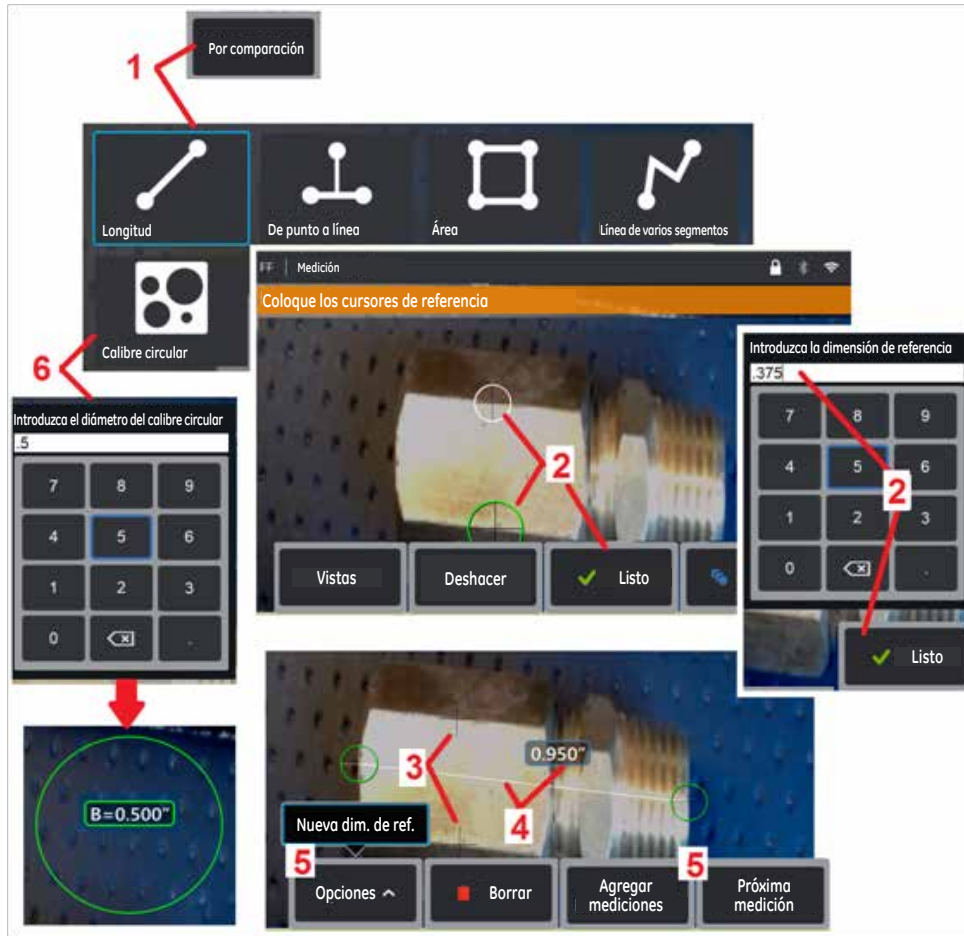 Por comparación
1
Longitud
De punto a línea
Área
Línea de varios segmentos
Calibre circular
6
FF | Medición
Coloque los cursores de referencia
2
Vistas
Deshacer
Listo
Introduzca la dimensión de referencia
.375
7 8 9
4 5 6
1 2 3
0 .
2
Listo
Introduzca el diámetro del calibre circular
.5
7 8 9
4 5 6
1 2 3
0 .
B=0.500"
0.950"
3
4
Nueva dim. de ref.
5
5
Opciones
Borrar
Agregar
mediciones
Próxima
medición